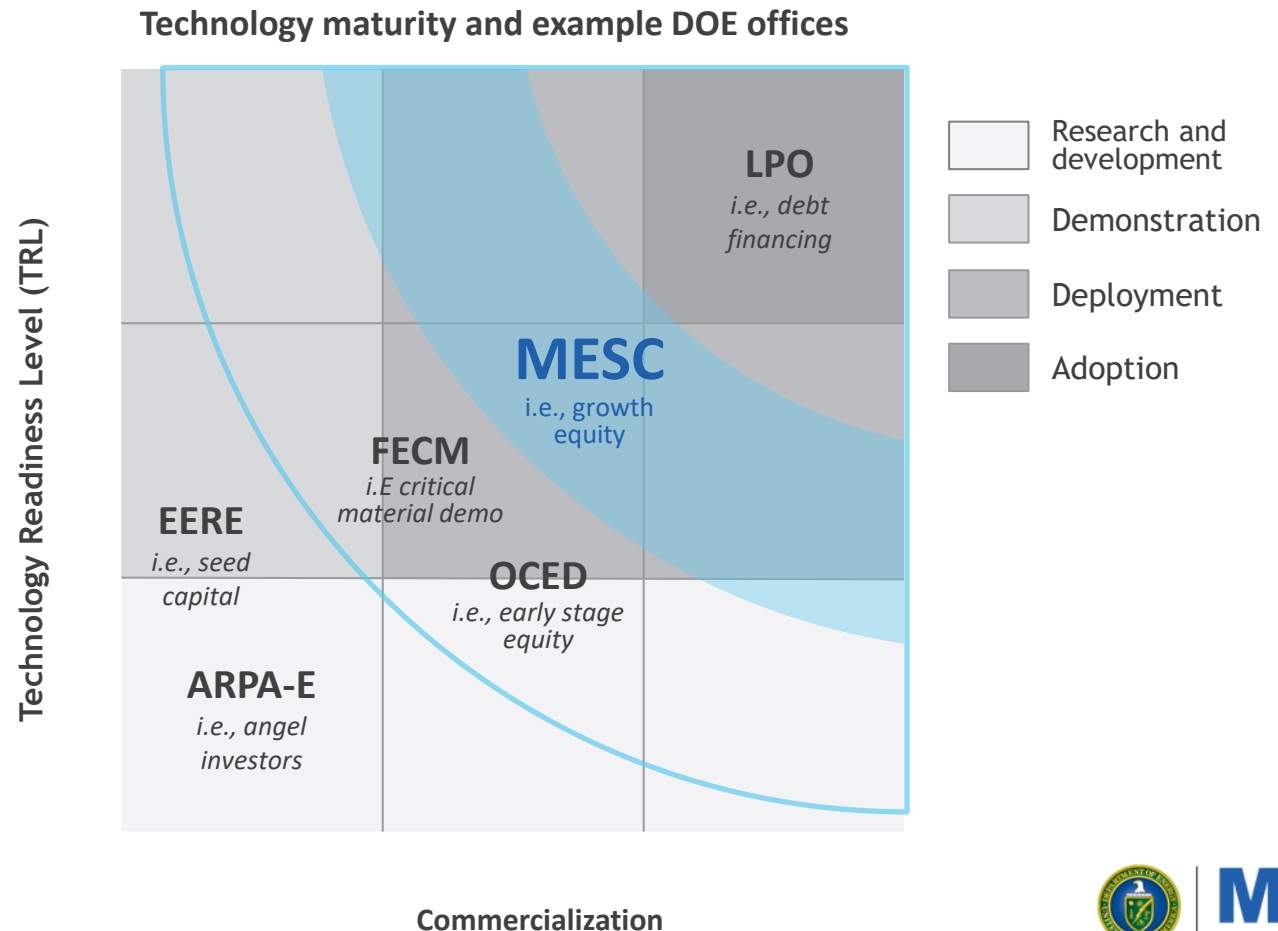 Technology maturity and example DOE offices
Technology Readiness Level (TRL)
LPO
i.e., debt
financing
MESC
i.e., growth
equity
FECM
i.E critical
material demo
EERE
i.e., seed
capital
OCED
i.e., early stage
equity
ARPA-E
i.e., angel
investors
Commercialization
Research and
development
Demonstration
Deployment
Adoption
M